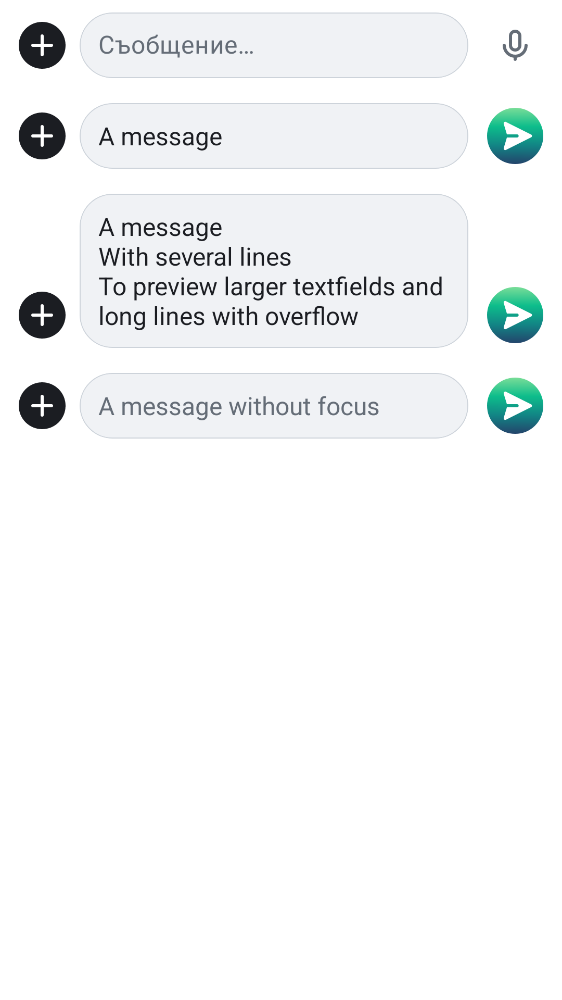 Съобщение…
A message
A message
With several lines
To preview larger textfields and
long lines with overflow
A message without focus